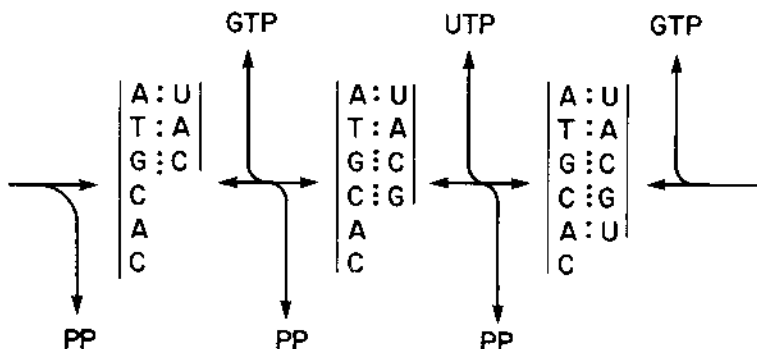 GTP UTP GTP
A:U A:U A:U
T:A T:A T:A
G⋮C G⋮C G⋮C
C C⋮G C⋮G
A A A:U
C C C
PP PP PP